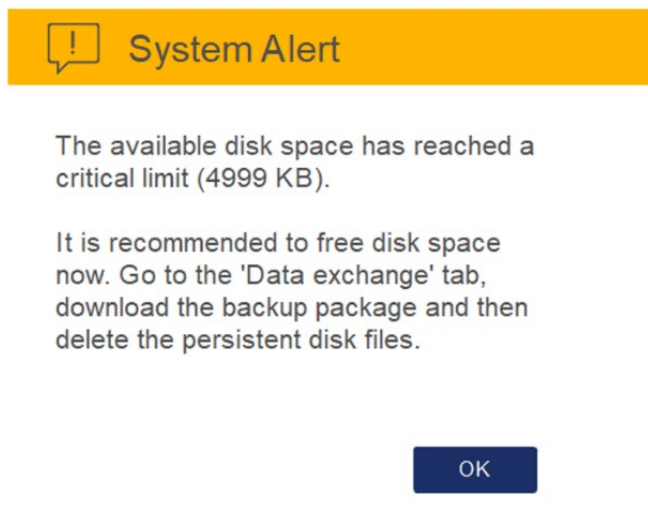 System Alert
The available disk space has reached a
critical limit (4999 KB).
It is recommended to free disk space
now. Go to the 'Data exchange' tab,
download the backup package and then
delete the persistent disk files.
OK